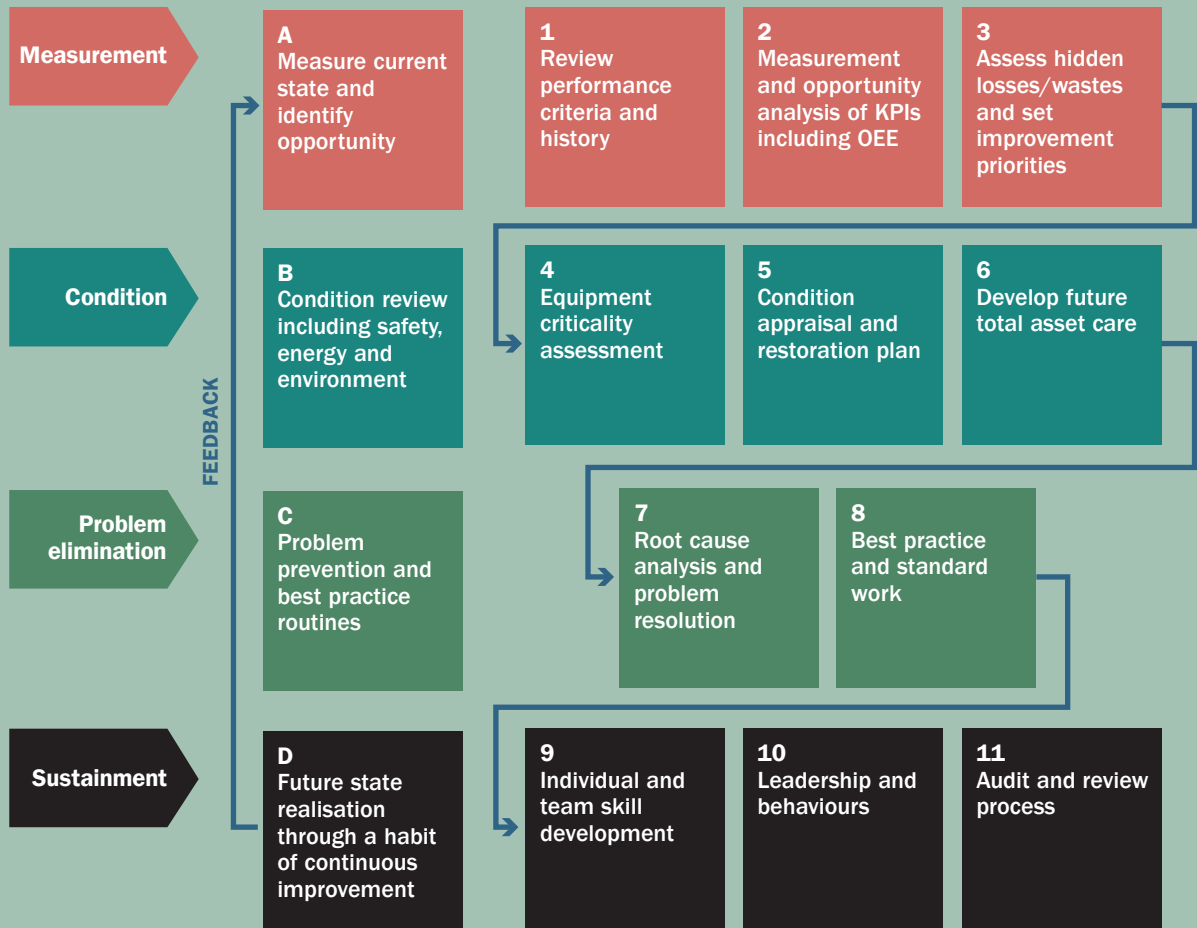 Measurement
A
Measure current
state and
identify
opportunity
1
Review
performance
criteria and
history
2
Measurement
and opportunity
analysis of KPIs
including OEE
3
Assess hidden
losses/wastes
and set
improvement
priorities
Condition
B
Condition review
including safety,
energy and
environment
4
Equipment
criticality
assessment
5
Condition
appraisal and
restoration plan
6
Develop future
total asset care
FEEDBACK
Problem
elimination
C
Problem
prevention and
best practice
routines
7
Root cause
analysis and
problem
resolution
8
Best practice
and standard
work
Sustainment
D
Future state
realisation
through a habit
of continuous
improvement
9
Individual and
team skill
development
10
Leadership and
behaviours
11
Audit and review
process